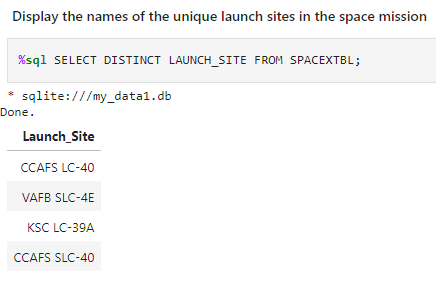 Display the names of the unique launch sites in the space mission
%sql SELECT DISTINCT LAUNCH_SITE FROM SPACEXTBL;
* sqlite:///my_data1.db
Done.
Launch_Site
CCAFS LC-40
VAFB SLC-4E
KSC LC-39A
CCAFS SLC-40